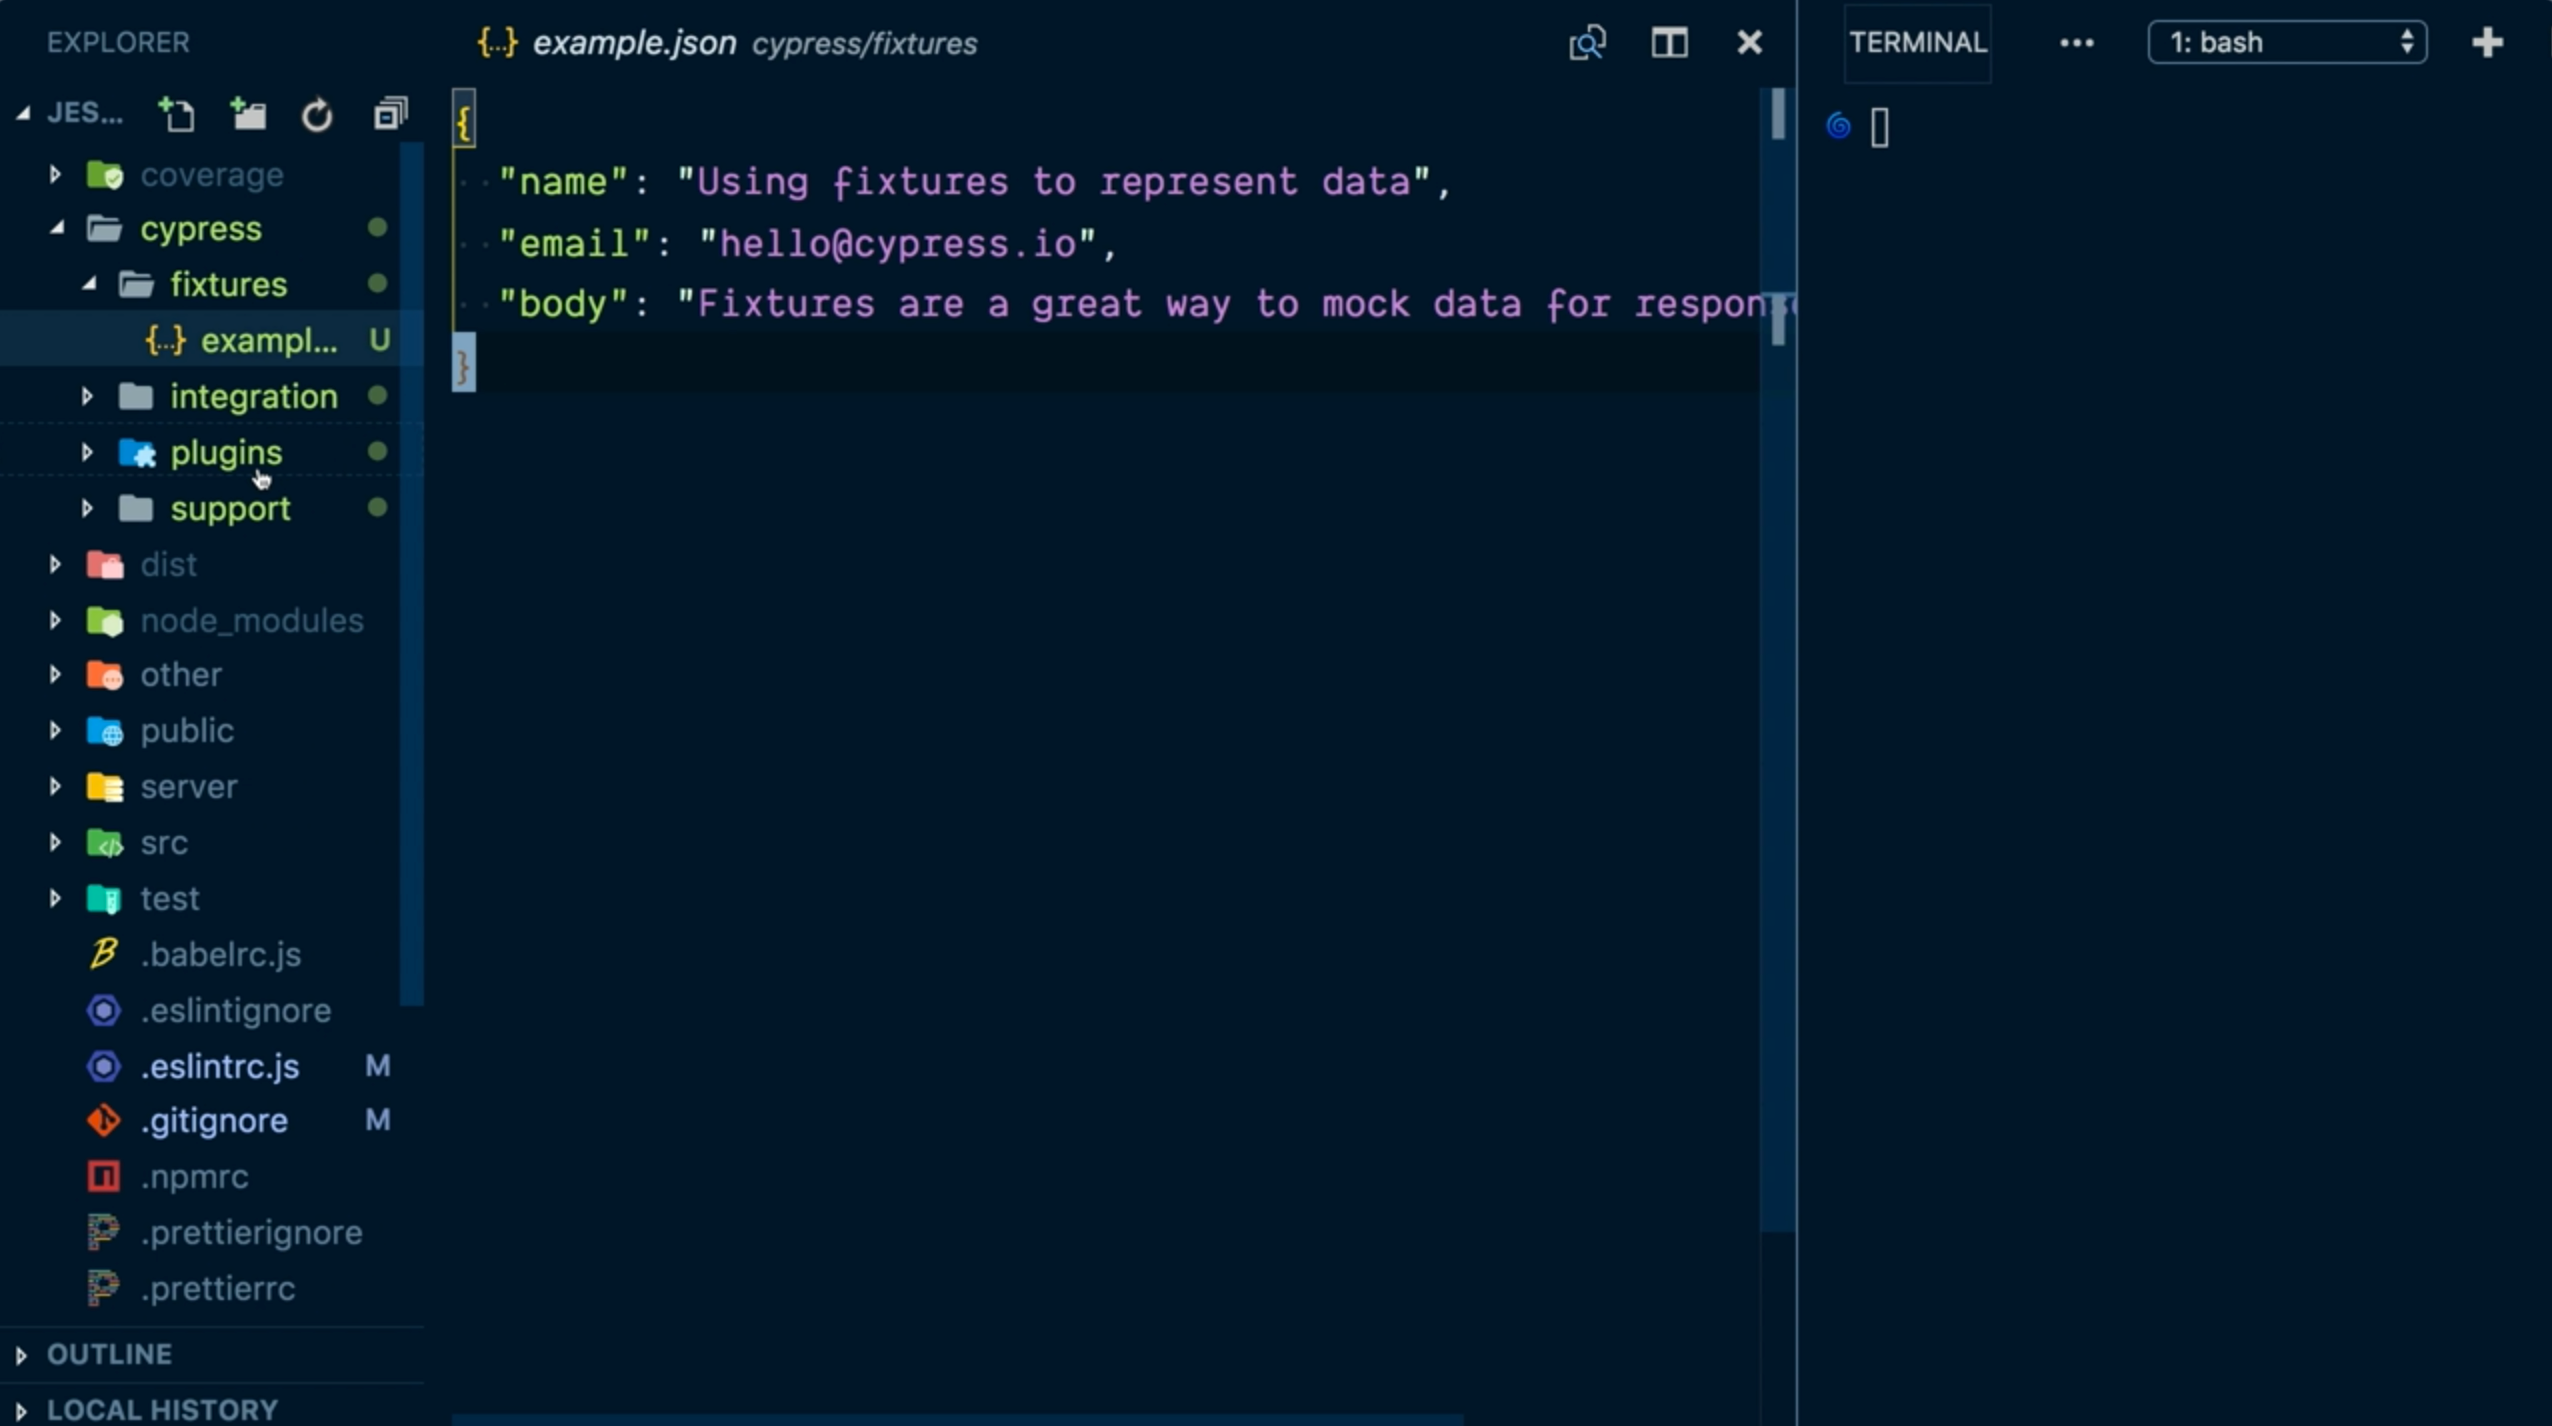 EXPLORER
JES...
coverage
cypress
fixtures
{...} exampl... U
integration
plugins
support
dist
node_modules
other
public
server
src
test
.babelrc.js
.eslintignore
.eslintrc.js M
.gitignore M
.npmrc
.prettierignore
.prettierrc
OUTLINE
LOCAL HISTORY
{...} example.json cypress/fixtures
{
"name": "Using fixtures to represent data",
"email": "hello@cypress.io",
"body": "Fixtures are a great way to mock data for respons
}
TERMINAL ... 1: bash